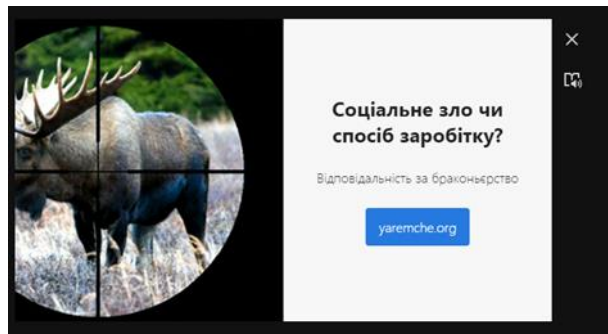 Соціальне зло чи
спосіб заробітку?
Відповідальність за браконьєрство
yaremche.org